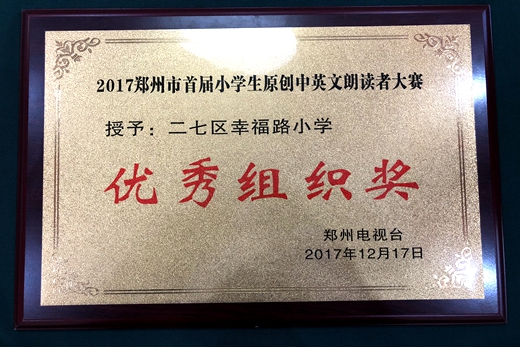 2017郑州市首届小学生原创中英文朗读者大赛
授予：二七区幸福路小学
优秀组织奖
郑州电视台
2017年12月17日